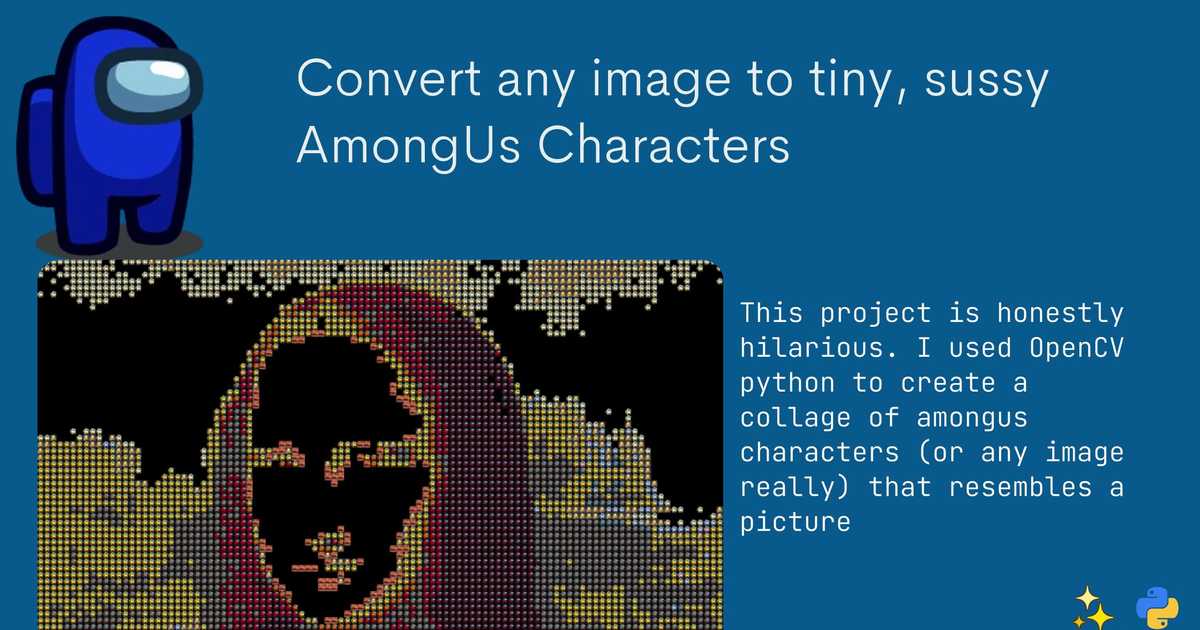 Convert any image to tiny, sussy
AmongUs Characters
This project is honestly
hilarious. I used OpenCV
python to create a
collage of amongus
characters (or any image
really) that resembles a
picture